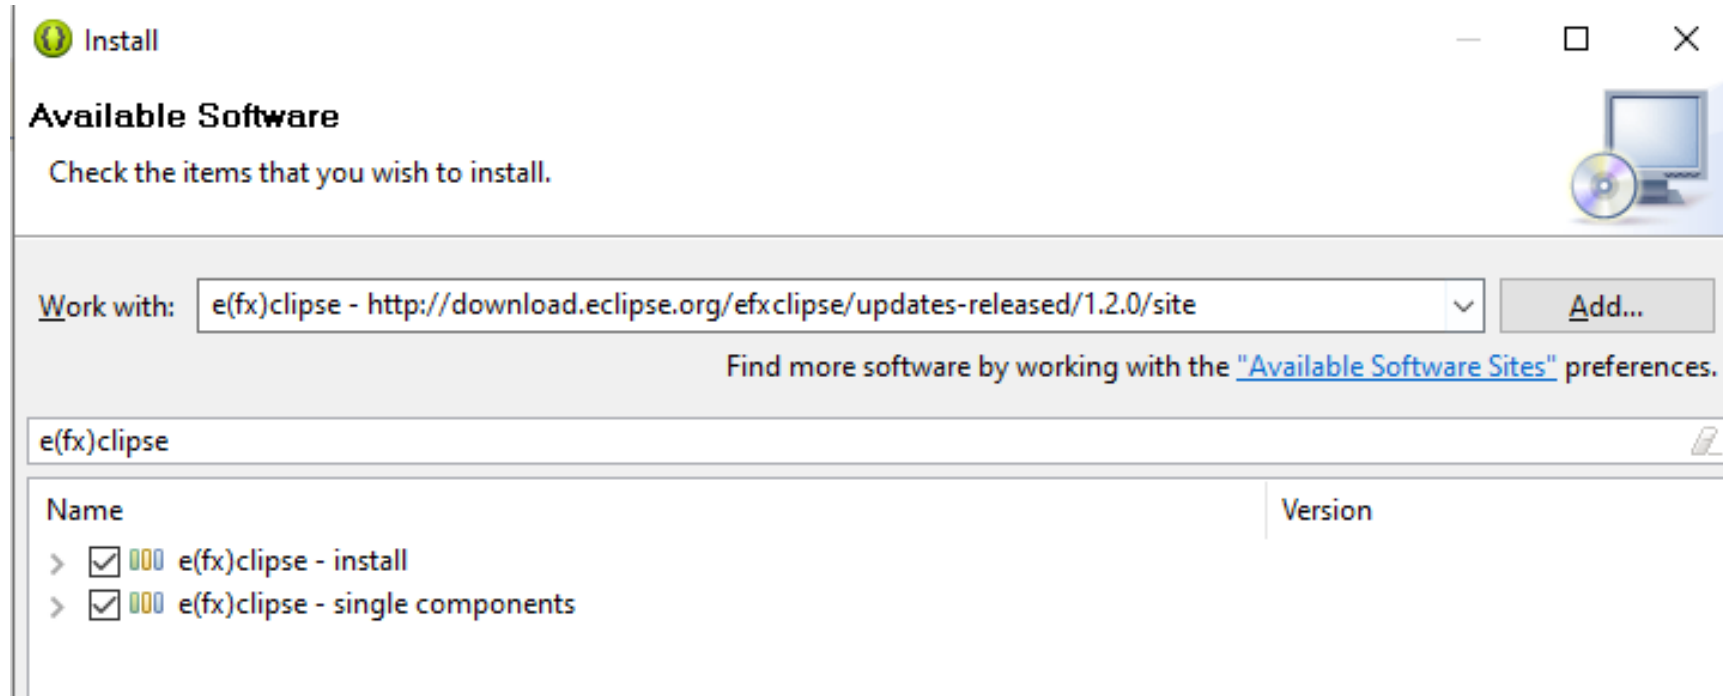 Install
Available Software
Check the items that you wish to install.
Work with: e(fx)clipse - http://download.eclipse.org/efxclipse/updates-released/1.2.0/site Add...
Find more software by working with the "Available Software Sites" preferences.
e(fx)clipse
Name Version
e(fx)clipse - install
e(fx)clipse - single components